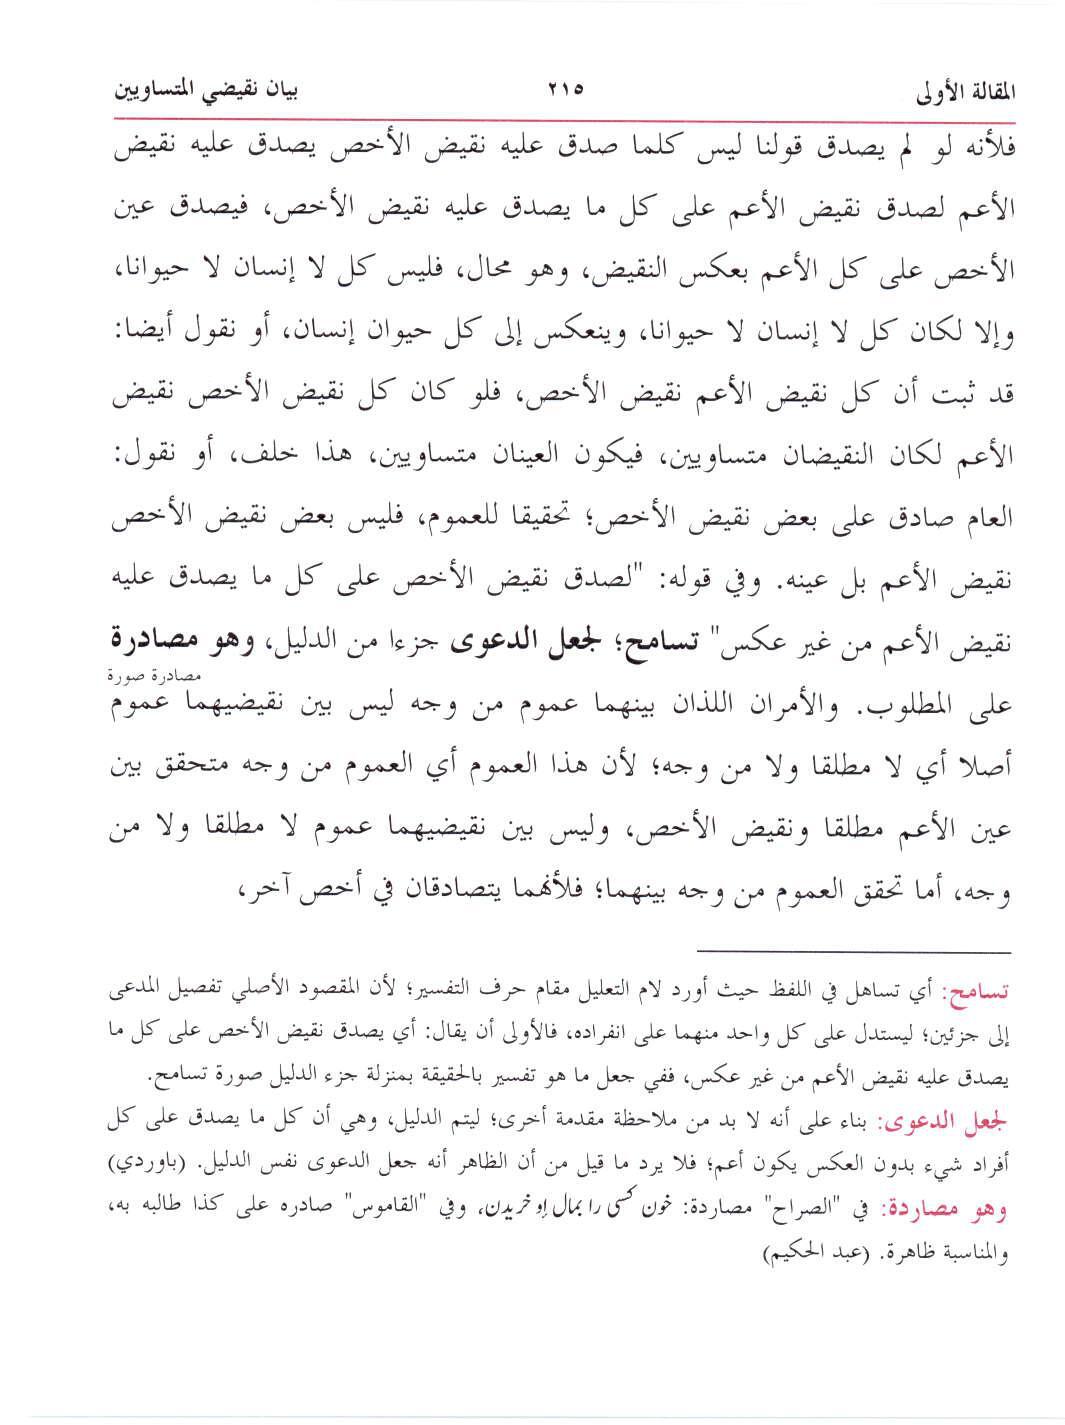 المقالة الأولى ٢١٥ بيان نقيضي المتساويين
فلأنه لو لم يصدق قولنا ليس كلما صدق عليه نقيض الأخص يصدق عليه نقيض
الأعم لصدق نقيض الأعم على كل ما يصدق عليه نقيض الأخص، فيصدق عين
الأخص على كل الأعم بعكس النقيض، وهو محال، فليس كل لا إنسان لا حيوانا،
وإلا لكان كل لا إنسان لا حيوانا، وينعكس إلى كل حيوان إنسان، أو نقول أيضا:
قد ثبت أن كل نقيض الأعم نقيض الأخص، فلو كان كل نقيض الأخص نقيض
الأعم لكان النقيضان متساويين، فيكون العينان متساويين، هذا خلف، أو نقول:
العام صادق على بعض نقيض الأخص؛ تحقيقا للعموم، فليس بعض نقيض الأخص
نقيض الأعم بل عينه. وفي قوله: "لصدق نقيض الأخص على كل ما يصدق عليه
نقيض الأعم من غير عكس" تسامح؛ لجعل الدعوى جزءا من الدليل، وهو مصادرة
مصادرة صورة
على المطلوب. والأمران اللذان بينهما عموم من وجه ليس بين نقيضيهما عموم
أصلا أي لا مطلقا ولا من وجه؛ لأن هذا العموم أي العموم من وجه متحقق بين
عين الأعم مطلقا ونقيض الأخص، وليس بين نقيضيهما عموم لا مطلقا ولا من
وجه، أما تحقق العموم من وجه بينهما؛ فلأنهما يتصادقان في أخص آخر،
تسامح: أي تساهل في اللفظ حيث أورد لام التعليل مقام حرف التفسير؛ لأن المقصود الأصلي تفصيل المدعى
إلى جزئين؛ ليستدل على كل واحد منهما على انفراده، فالأولى أن يقال: أي يصدق نقيض الأخص على كل ما
يصدق عليه نقيض الأعم من غير عكس، ففي جعل ما هو تفسير بالحقيقة بمنزلة جزء الدليل صورة تسامح.
لجعل الدعوى: بناء على أنه لا بد من ملاحظة مقدمة أخرى؛ ليتم الدليل، وهي أن كل ما يصدق على كل
أفراد شيء بدون العكس يكون أعم؛ فلا يرد ما قيل من أن الظاهر أنه جعل الدعوى نفس الدليل. (باوردي)
وهو مصاردة: في "الصراح" مصاردة: خون کسی را بمال او خریدن، وفي "القاموس" صادره على كذا طالبه به،
والمناسبة ظاهرة. (عبد الحكيم)